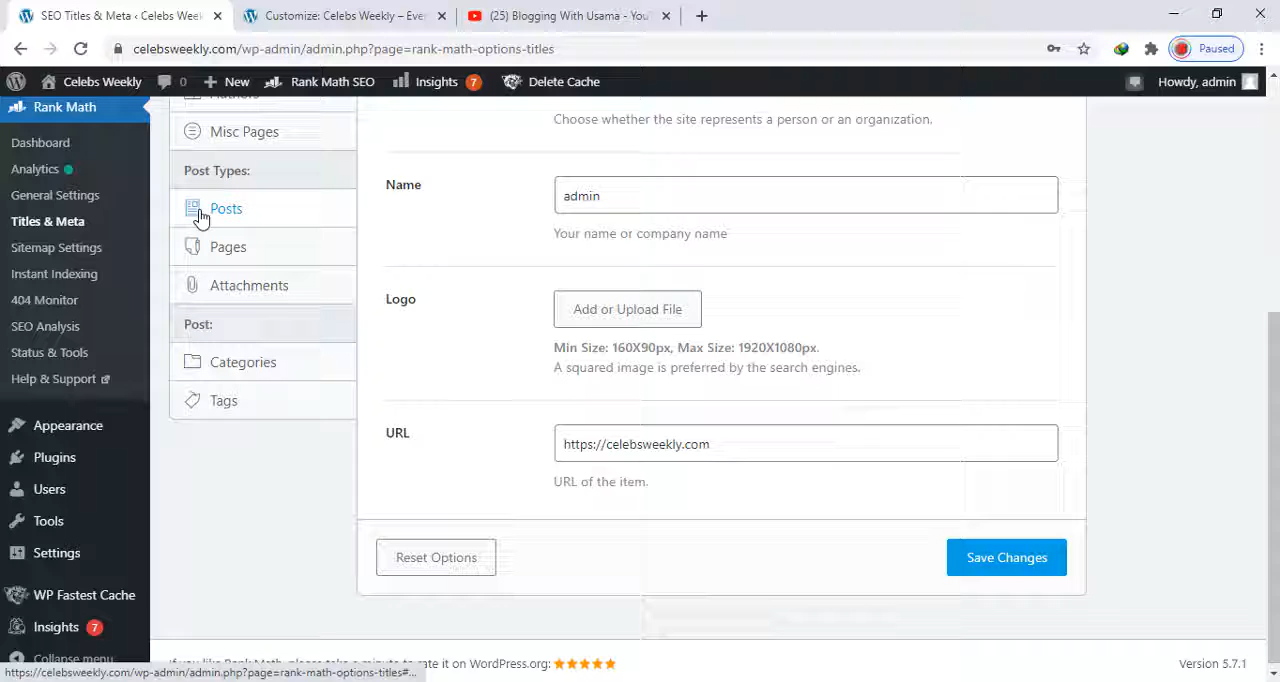 SEO Titles & Meta ‹ Celebs Weekly
Customize: Celebs Weekly – Ever
(25) Blogging With Usama - You
celebsweekly.com/wp-admin/admin.php?page=rank-math-options-titles
Paused
Celebs Weekly
0
New
Rank Math SEO
Insights
7
Delete Cache
Howdy, admin
Rank Math
Dashboard
Analytics
General Settings
Titles & Meta
Sitemap Settings
Instant Indexing
404 Monitor
SEO Analysis
Status & Tools
Help & Support
Appearance
Plugins
Users
Tools
Settings
WP Fastest Cache
Insights
7
Collapse menu
Authors
Misc Pages
Post Types:
Posts
Pages
Attachments
Post:
Categories
Tags
Choose whether the site represents a person or an organization.
Name
admin
Your name or company name
Logo
Add or Upload File
Min Size: 160X90px, Max Size: 1920X1080px.
A squared image is preferred by the search engines.
URL
https://celebsweekly.com
URL of the item.
Reset Options
Save Changes
If you like Rank Math, please take a minute to rate it on WordPress.org:
Version 5.7.1
https://celebsweekly.com/wp-admin/admin.php?page=rank-math-options-titles#...